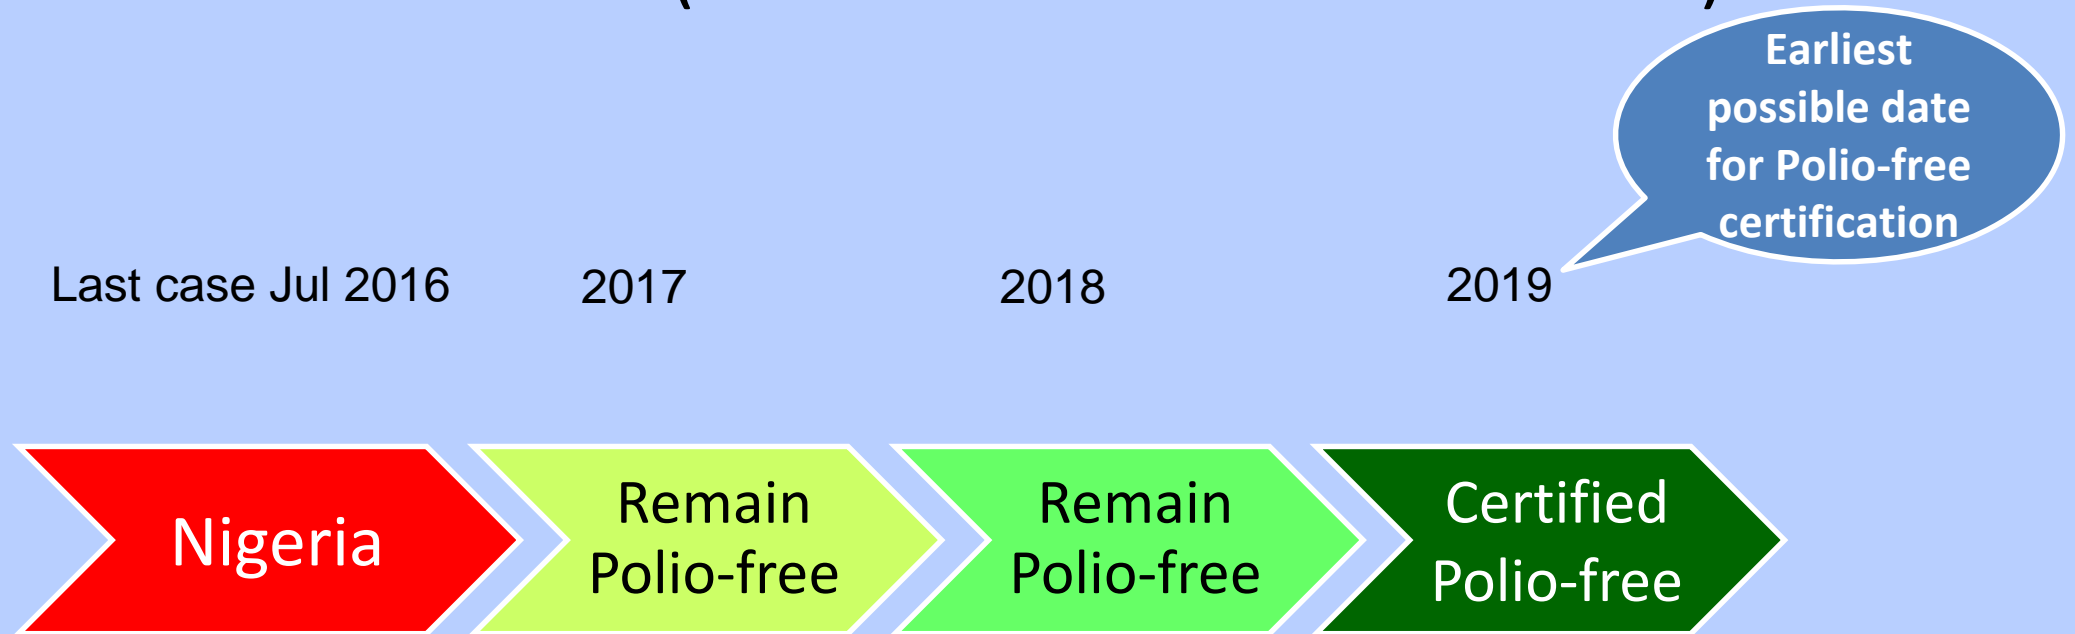 Earliest
possible date
for Polio-free
certification
Last case Jul 2016
2017
2018
2019
Nigeria
Remain
Polio-free
Remain
Polio-free
Certified
Polio-free